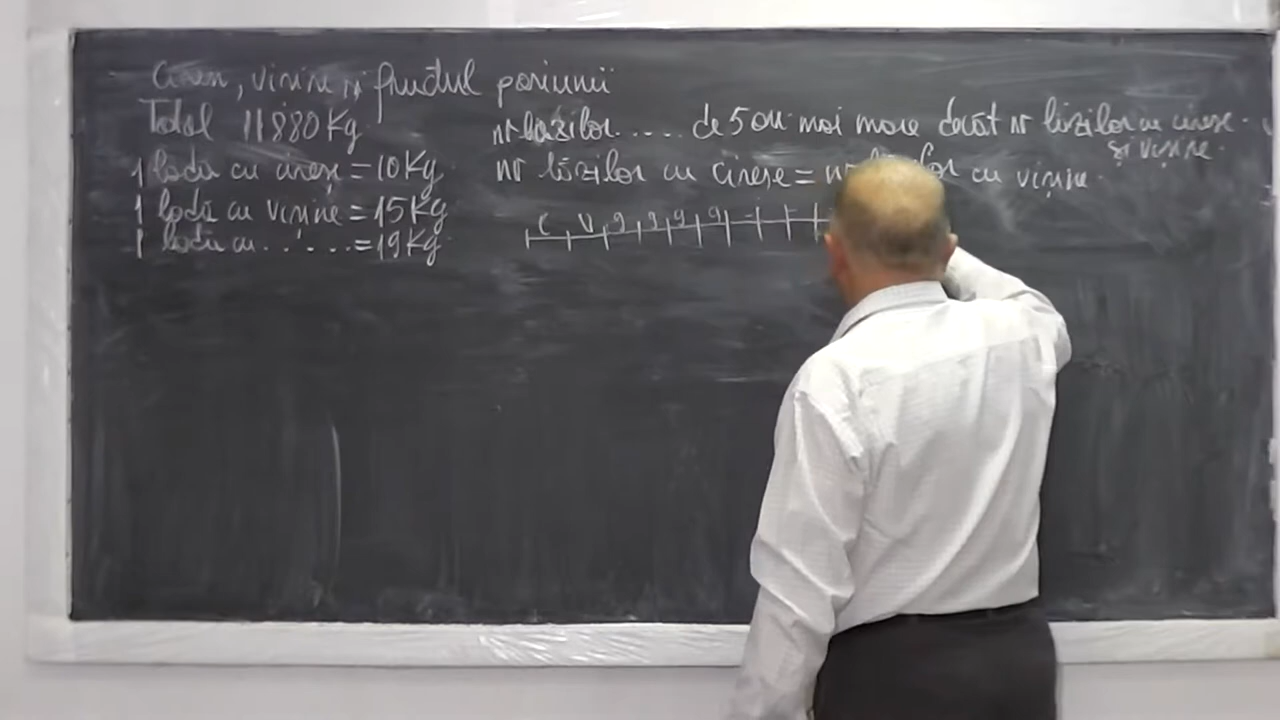 Cireșe, vișine și fructul pasiunii
Total 11880 Kg
1 ladă cu cireșe = 10 Kg
1 ladă cu vișine = 15 Kg
1 ladă cu ..... = 19 Kg
nr lăzilor ..... de 5 ori mai mare decât nr lăzilor cu cireșe
și vișine.
nr lăzilor cu cireșe = cu vișine.
C V g g g g